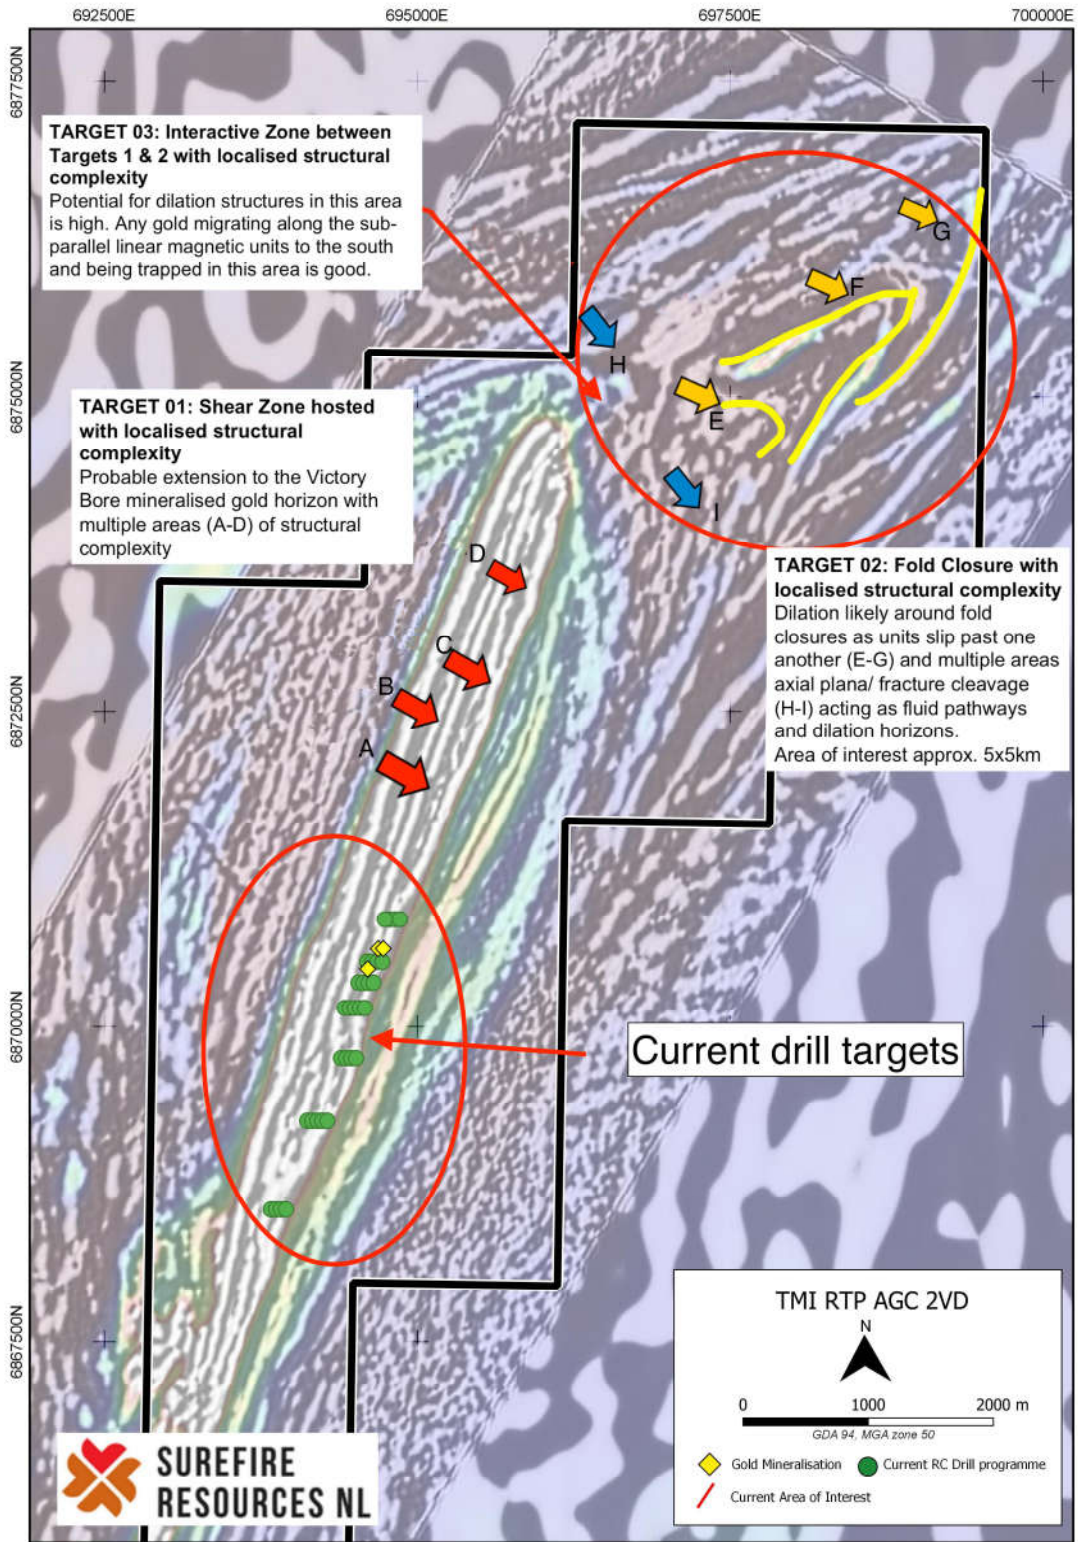 692500E
695000E
697500E
700000E
6877500N
6875000N
6872500N
6870000N
6867500N
TARGET 03: Interactive Zone between
Targets 1 & 2 with localised structural
complexity
Potential for dilation structures in this area
is high. Any gold migrating along the sub-
parallel linear magnetic units to the south
and being trapped in this area is good.
G
F
H
E
I
TARGET 01: Shear Zone hosted
with localised structural
complexity
Probable extension to the Victory
Bore mineralised gold horizon with
multiple areas (A-D) of structural
complexity
D
C
B
A
TARGET 02: Fold Closure with
localised structural complexity
Dilation likely around fold
closures as units slip past one
another (E-G) and multiple areas
axial plana/ fracture cleavage
(H-I) acting as fluid pathways
and dilation horizons.
Area of interest approx. 5x5km
Current drill targets
TMI RTP AGC 2VD
N
0 1000 2000 m
GDA 94, MGA zone 50
Gold Mineralisation
Current RC Drill programme
Current Area of Interest
SUREFIRE
RESOURCES NL